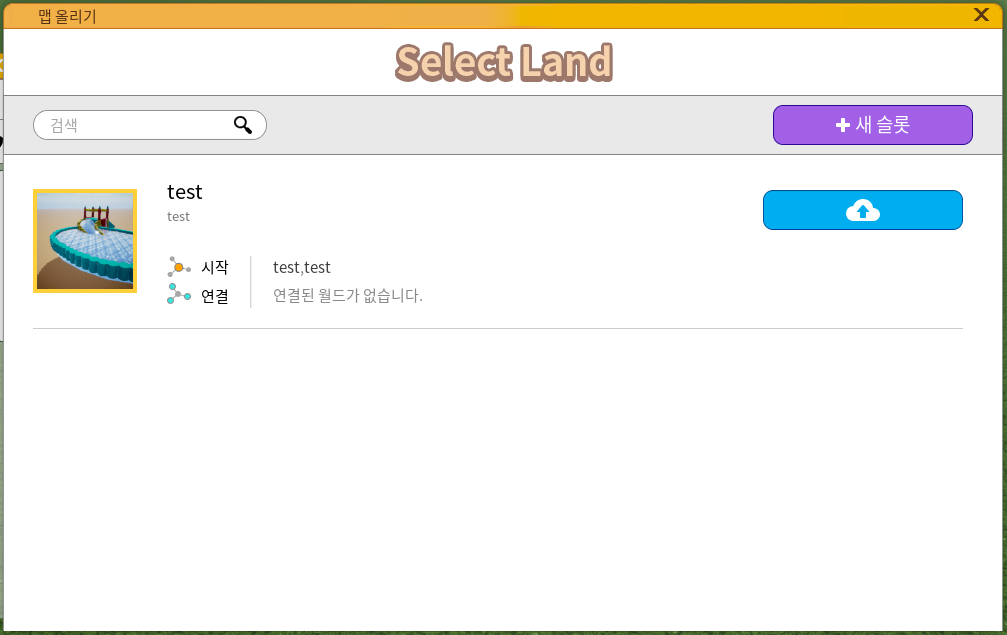 맵 올리기
Select Land
검색
새 슬롯
test
test
시작 test,test
연결 연결된 월드가 없습니다.